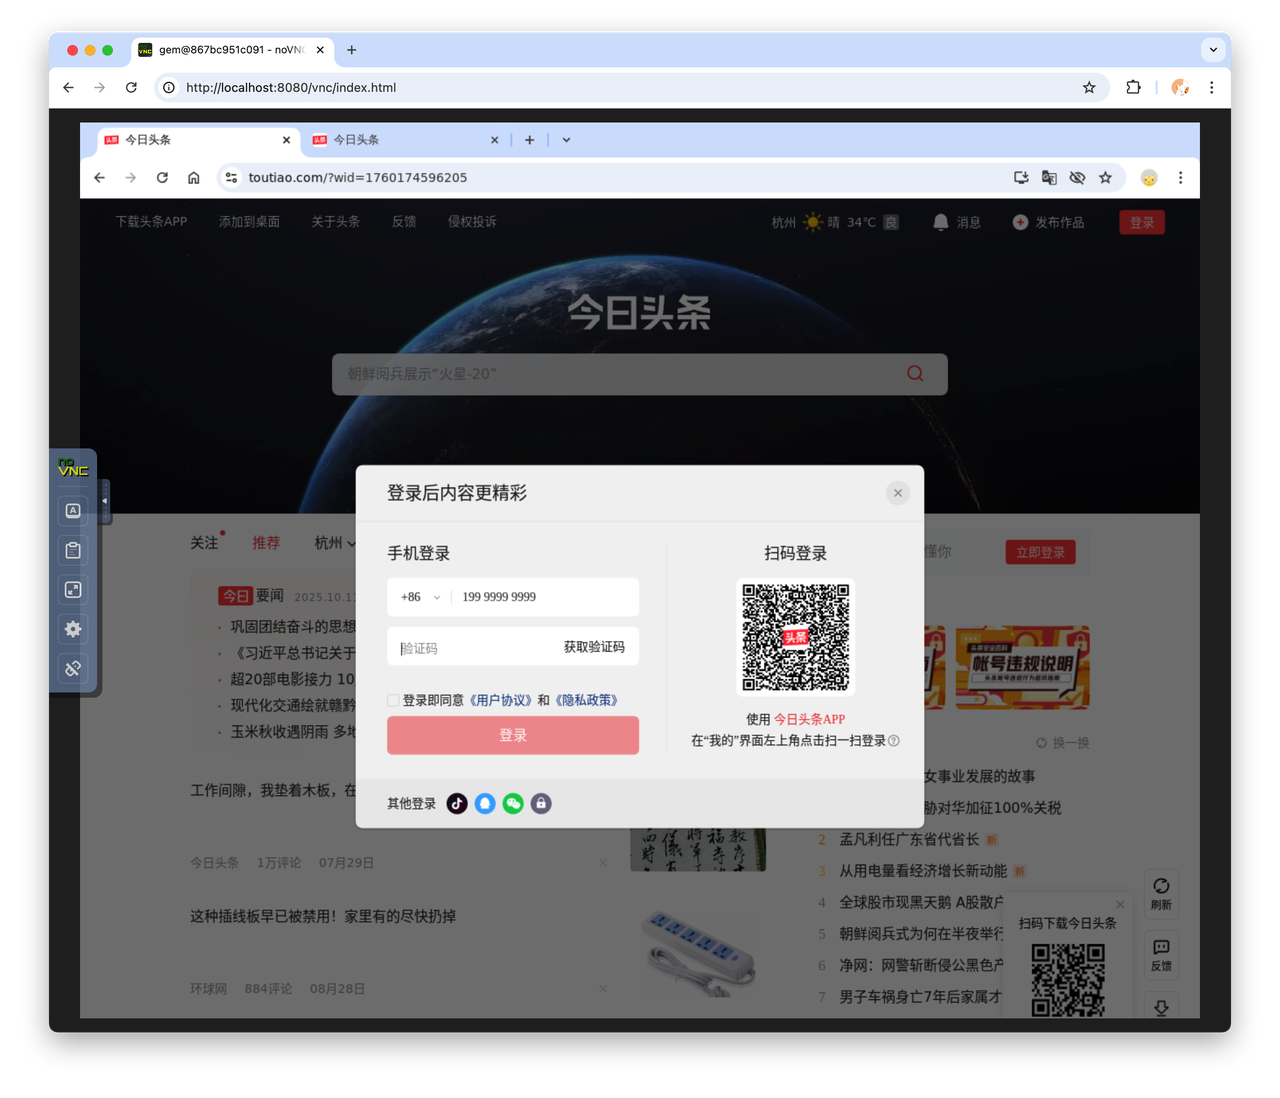 gem@867bc951c091 - noVNC
http://localhost:8080/vnc/index.html
今日头条
今日头条
toutiao.com/?wid=1760174596205
下载头条APP 添加到桌面 关于头条 反馈 侵权投诉 杭州 晴 34℃ 良 消息 发布作品 登录
今日头条
朝鲜阅兵展示“火星-20”
no
VNC
登录后内容更精彩
手机登录
+86 199 9999 9999
验证码 获取验证码
登录即同意《用户协议》和《隐私政策》
登录
扫码登录
头条
使用 今日头条APP
在“我的”界面左上角点击扫一扫登录
其他登录
关注 推荐 杭州
懂你 立即登录
今日 要闻 2025.10.1
· 巩固团结奋斗的思想
· 《习近平总书记关于
· 超20部电影接力 10
· 现代化交通绘就赣黔
· 玉米秋收遇阴雨 多地
工作间隙，我垫着木板，在
今日头条 1万评论 07月29日
这种插线板早已被禁用！家里有的尽快扔掉
环球网 884评论 08月28日
头条安全百科
帐号违规说明
换一换
女事业发展的故事
胁对华加征100%关税
2 孟凡利任广东省代省长 新
3 从用电量看经济增长新动能 新
4 全球股市现黑天鹅 A股散户
5 朝鲜阅兵式为何在半夜举行
6 净网：网警斩断侵公黑色产
7 男子车祸身亡7年后家属才
扫码下载今日头条
刷新
反馈